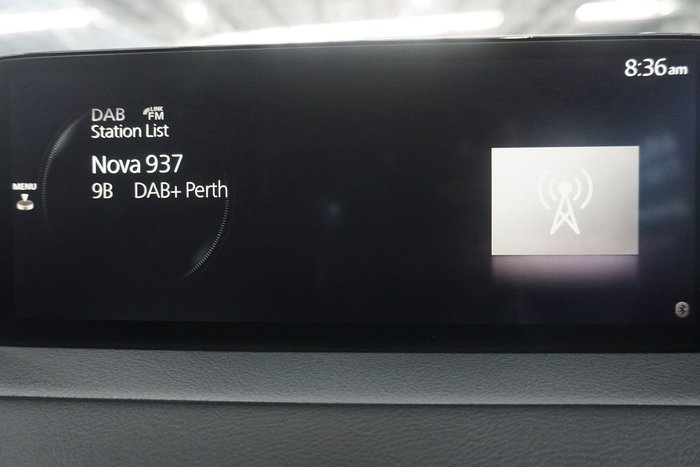 8:36am
DAB LINK FM
Station List
Nova 937
9B DAB+ Perth
MENU